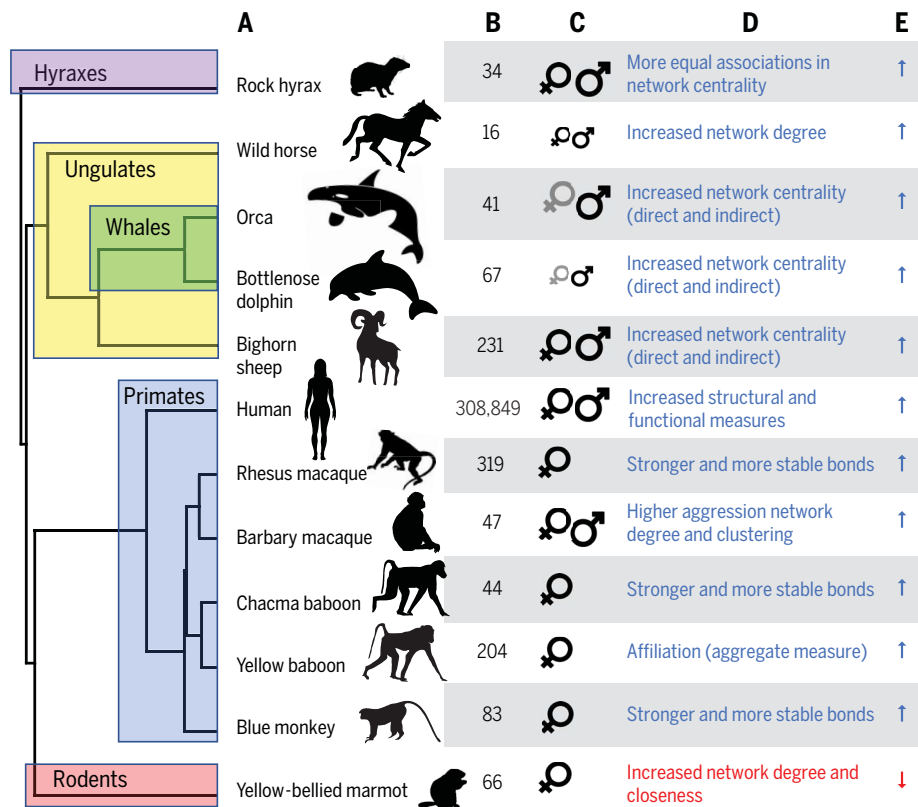 A B C D E
Hyraxes
Rock hyrax 34 ♀ ♂ More equal associations in ↑
network centrality
Wild horse 16 ♀ ♂ Increased network degree ↑
Ungulates
Orca 41 ♀ ♂ Increased network centrality ↑
(direct and indirect)
Whales
Bottlenose 67 ♀ ♂ Increased network centrality ↑
dolphin (direct and indirect)
Bighorn 231 ♀ ♂ Increased network centrality ↑
sheep (direct and indirect)
Primates
Human 308,849 ♀ ♂ Increased structural and ↑
functional measures
Rhesus macaque 319 ♀ Stronger and more stable bonds ↑
Barbary macaque 47 ♀ ♂ Higher aggression network ↑
degree and clustering
Chacma baboon 44 ♀ Stronger and more stable bonds ↑
Yellow baboon 204 ♀ Affiliation (aggregate measure) ↑
Blue monkey 83 ♀ Stronger and more stable bonds ↑
Rodents
Yellow-bellied marmot 66 ♀ Increased network degree and ↓
closeness